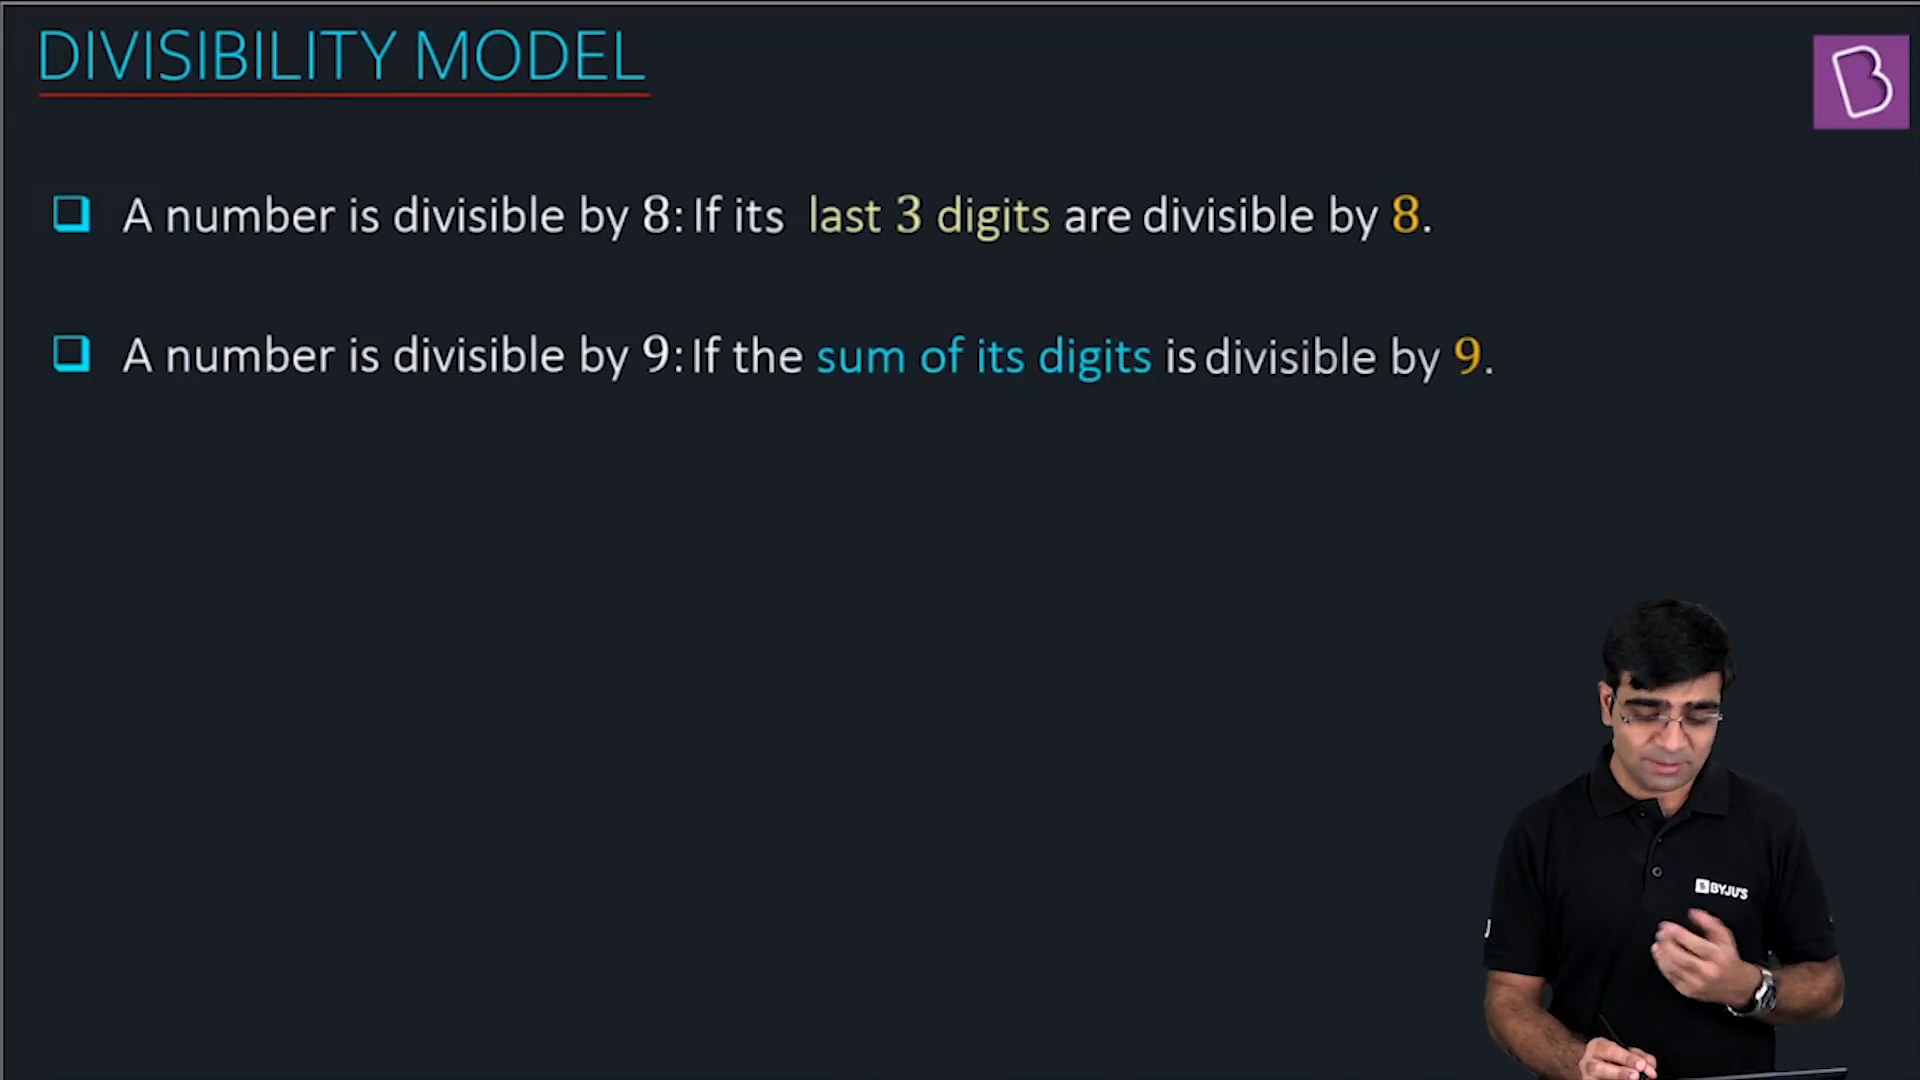 DIVISIBILITY MODEL
A number is divisible by 8: If its last 3 digits are divisible by 8.
A number is divisible by 9: If the sum of its digits is divisible by 9.
BYJU'S